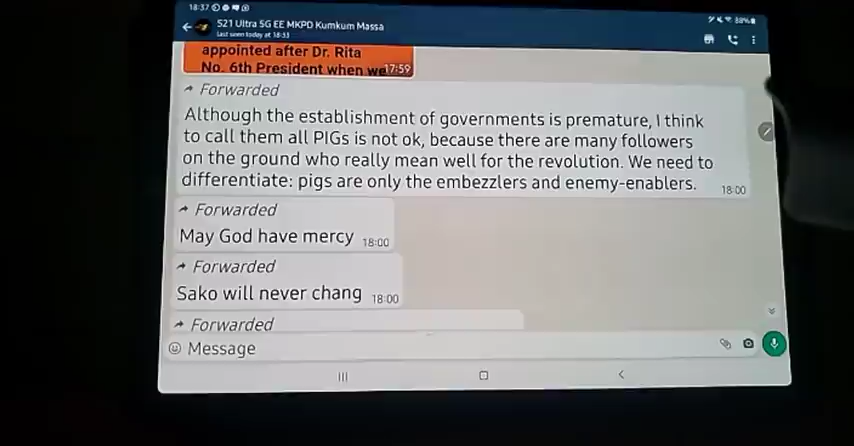 18:37
88%
S21 Ultra 5G EE MKPD Kumkum Massa
Last seen today at 18:33
appointed after Dr. Rita
No. 6th President when we 17:59
Forwarded
Although the establishment of governments is premature, I think
to call them all PIGs is not ok, because there are many followers
on the ground who really mean well for the revolution. We need to
differentiate: pigs are only the embezzlers and enemy-enablers. 18:00
Forwarded
May God have mercy 18:00
Forwarded
Sako will never chang 18:00
Forwarded
Message